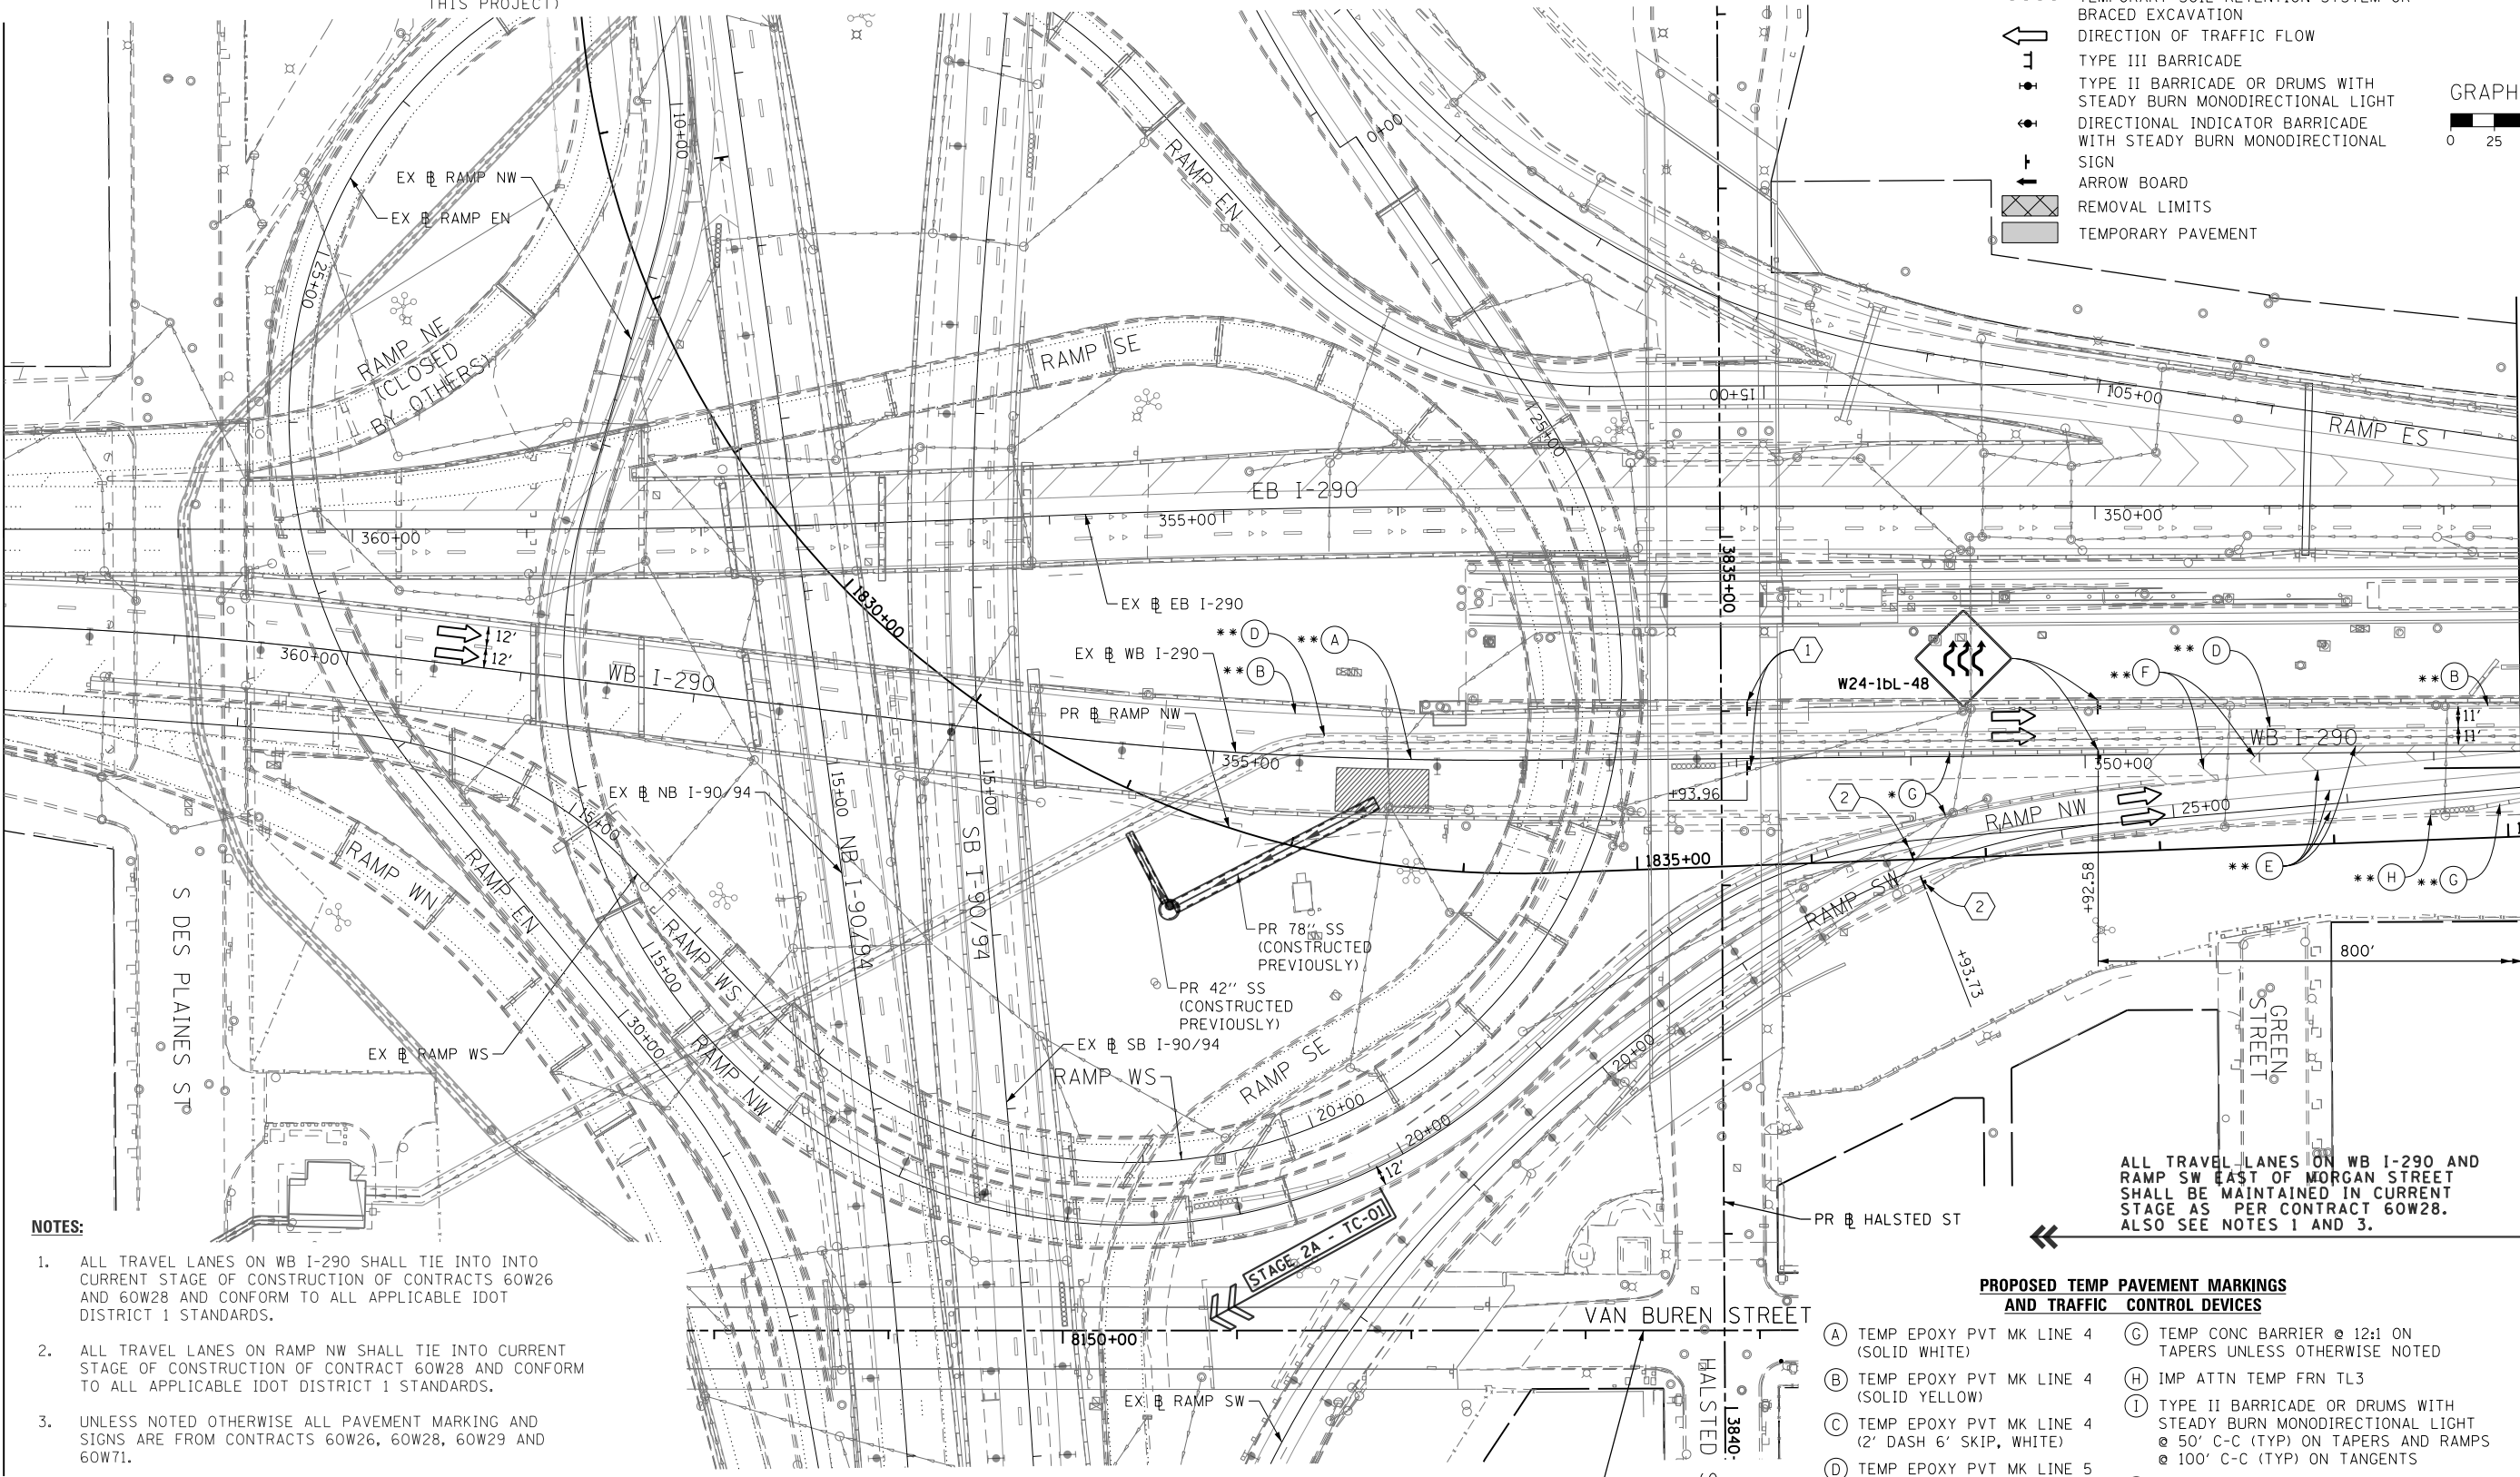 THIS PROJECT)
BRACED EXCAVATION
DIRECTION OF TRAFFIC FLOW
TYPE III BARRICADE
TYPE II BARRICADE OR DRUMS WITH
STEADY BURN MONODIRECTIONAL LIGHT
DIRECTIONAL INDICATOR BARRICADE
WITH STEADY BURN MONODIRECTIONAL
SIGN
ARROW BOARD
REMOVAL LIMITS
TEMPORARY PAVEMENT
GRAPH
0 25
10+00
0+00
EX B RAMP NW
EX B RAMP EN
RAMP EN
25+00
RAMP NE
(CLOSED
BY OTHERS)
RAMP SE
15+00
105+00
RAMP ES
25+00
EB I-290
355+00
350+00
360+00
3835+00
EX B EB I-290
1830+00
12'
12'
360+00
WB I-290
**D
**A
EX B WB I-290
**B
PR B RAMP NW
1
W24-1bL-48
**F
** D
**B
11'
11'
WB I-290
355+00
350+00
EX B NB I-90/94
15+00
15+00
+93.96
2
*G
RAMP NW
25+00
15+00
NB I-90/94
SB I-90/94
RAMP WN
RAMP EN
1835+00
**E
**H
**G
+92.58
RAMP SW
2
S DES PLAINES ST
RAMP WS
15+00
PR 78'' SS
(CONSTRUCTED
PREVIOUSLY)
800'
+93.73
PR 42'' SS
(CONSTRUCTED
PREVIOUSLY)
GREEN
STREET
30+00
EX B RAMP WS
RAMP NW
EX B SB I-90/94
RAMP WS
RAMP SE
20+00
20+00
20+00
12'
ALL TRAVEL LANES ON WB I-290 AND
RAMP SW EAST OF MORGAN STREET
SHALL BE MAINTAINED IN CURRENT
STAGE AS PER CONTRACT 60W28.
ALSO SEE NOTES 1 AND 3.
STAGE 2A - TC-01
PR B HALSTED ST
VAN BUREN STREET
8150+00
EX B RAMP SW
HALSTED S
3840
NOTES:
1. ALL TRAVEL LANES ON WB I-290 SHALL TIE INTO INTO
CURRENT STAGE OF CONSTRUCTION OF CONTRACTS 60W26
AND 60W28 AND CONFORM TO ALL APPLICABLE IDOT
DISTRICT 1 STANDARDS.
2. ALL TRAVEL LANES ON RAMP NW SHALL TIE INTO CURRENT
STAGE OF CONSTRUCTION OF CONTRACT 60W28 AND CONFORM
TO ALL APPLICABLE IDOT DISTRICT 1 STANDARDS.
3. UNLESS NOTED OTHERWISE ALL PAVEMENT MARKING AND
SIGNS ARE FROM CONTRACTS 60W26, 60W28, 60W29 AND
60W71.
PROPOSED TEMP PAVEMENT MARKINGS
AND TRAFFIC CONTROL DEVICES
A TEMP EPOXY PVT MK LINE 4
(SOLID WHITE)
B TEMP EPOXY PVT MK LINE 4
(SOLID YELLOW)
C TEMP EPOXY PVT MK LINE 4
(2' DASH 6' SKIP, WHITE)
D TEMP EPOXY PVT MK LINE 5
G TEMP CONC BARRIER @ 12:1 ON
TAPERS UNLESS OTHERWISE NOTED
H IMP ATTN TEMP FRN TL3
I TYPE II BARRICADE OR DRUMS WITH
STEADY BURN MONODIRECTIONAL LIGHT
@ 50' C-C (TYP) ON TAPERS AND RAMPS
@ 100' C-C (TYP) ON TANGENTS